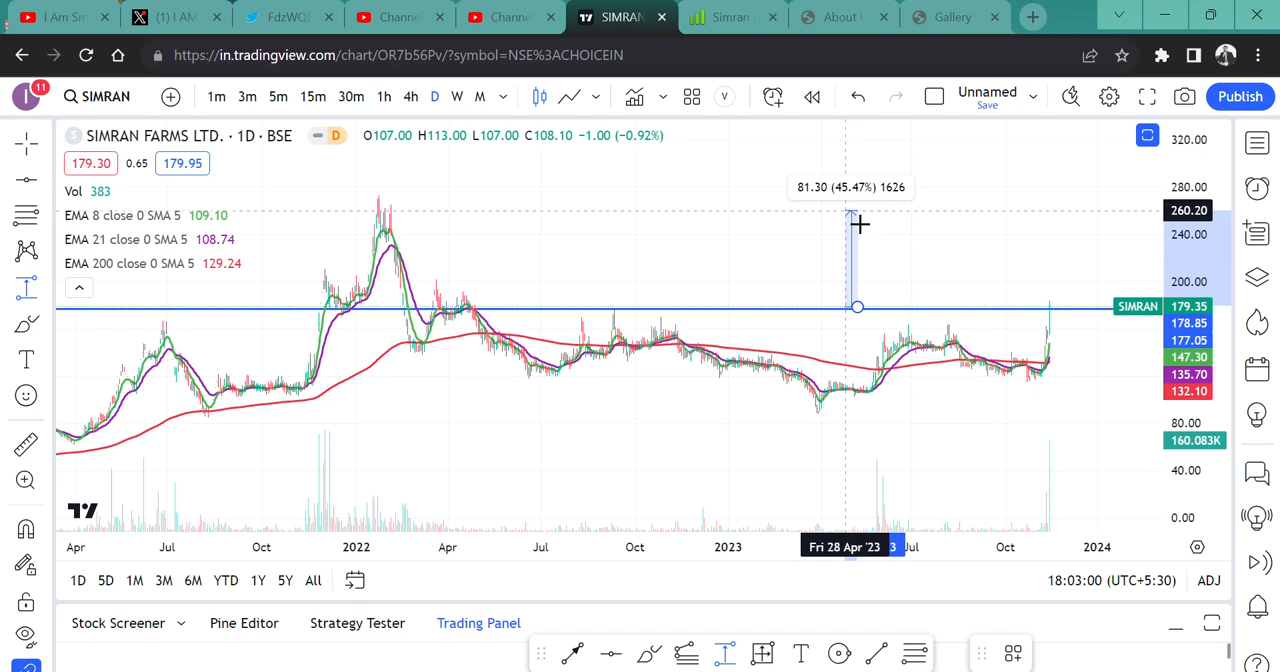 I Am Sm
(1) I AM
FdzWQE
Channe
Channe
SIMRAN
Simran
About U
Gallery
https://in.tradingview.com/chart/OR7b56Pv/?symbol=NSE%3ACHOICEIN
I 11 SIMRAN 1m 3m 5m 15m 30m 1h 4h D W M V Unnamed Save Publish
SIMRAN FARMS LTD. · 1D · BSE D O107.00 H113.00 L107.00 C108.10 −1.00 (−0.92%)
179.30 0.65 179.95
Vol 383
EMA 8 close 0 SMA 5 109.10
EMA 21 close 0 SMA 5 108.74
EMA 200 close 0 SMA 5 129.24
81.30 (45.47%) 1626
320.00
280.00
260.20
240.00
200.00
SIMRAN 179.35
178.85
177.05
147.30
135.70
132.10
80.00
160.083K
40.00
0.00
Apr Jul Oct 2022 Apr Jul Oct 2023 Fri 28 Apr '23 3 Jul Oct 2024
1D 5D 1M 3M 6M YTD 1Y 5Y All 18:03:00 (UTC+5:30) ADJ
Stock Screener Pine Editor Strategy Tester Trading Panel